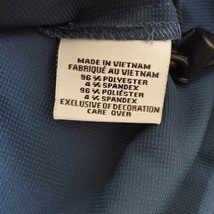 MADE IN VIETNAM
FABRIQUÉ AU VIETNAM
96 % POLYESTER
4 % SPANDEX
96 % POLIÉSTER
4 % SPANDEX
EXCLUSIVE OF DECORATION
CARE OVER